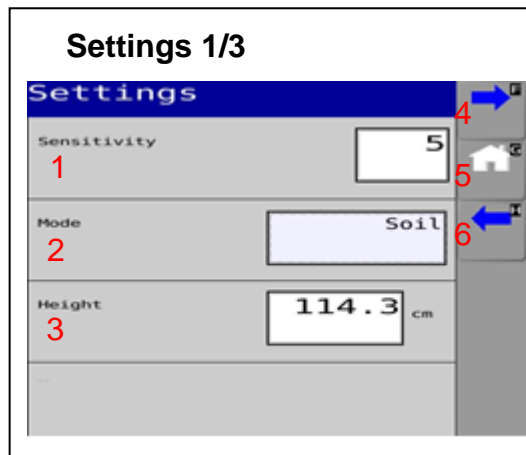 Settings 1/3
Settings
4
Sensitivity
5
1
5
Mode
Soil
6
2
Height
114.3 cm
3